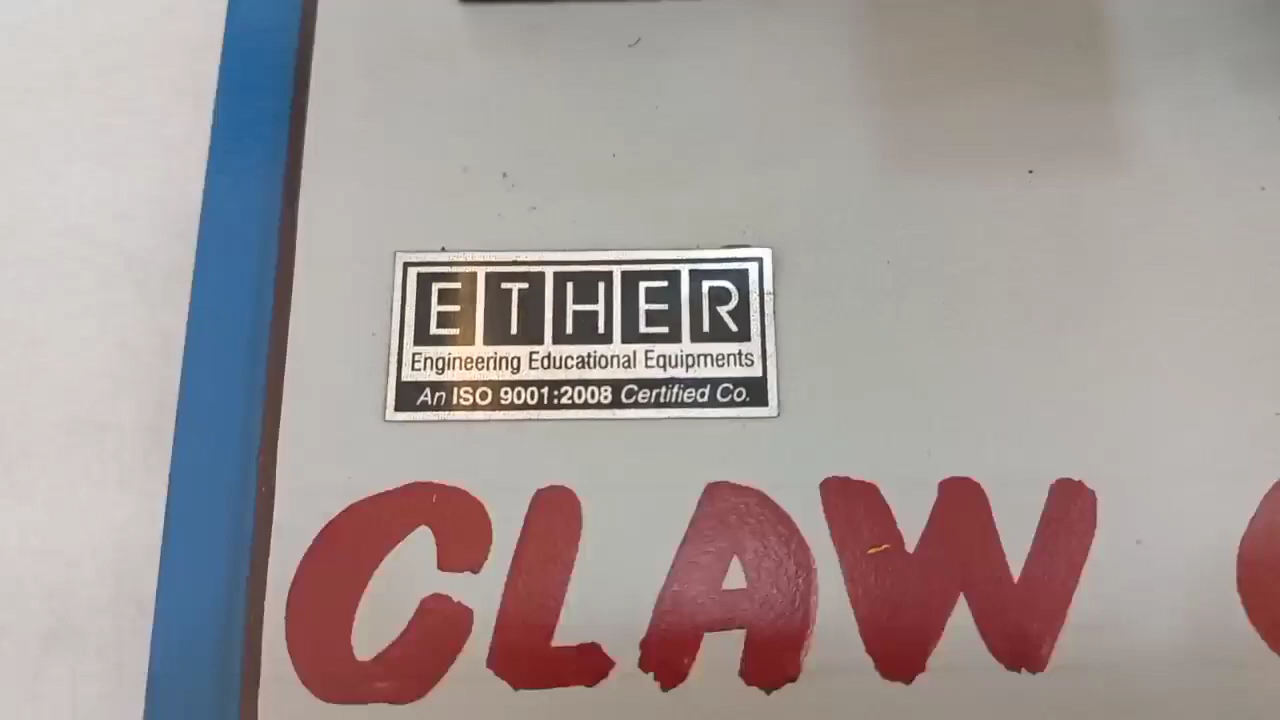 ETHER
Engineering Educational Equipments
An ISO 9001:2008 Certified Co.
CLAW